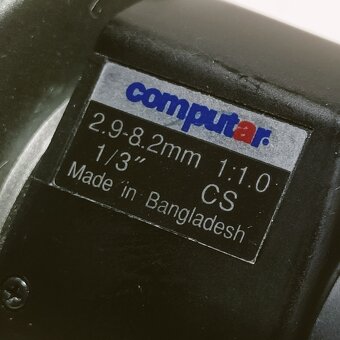 computar.
2.9-8.2mm 1:1.0
1/3" CS
Made in Bangladesh